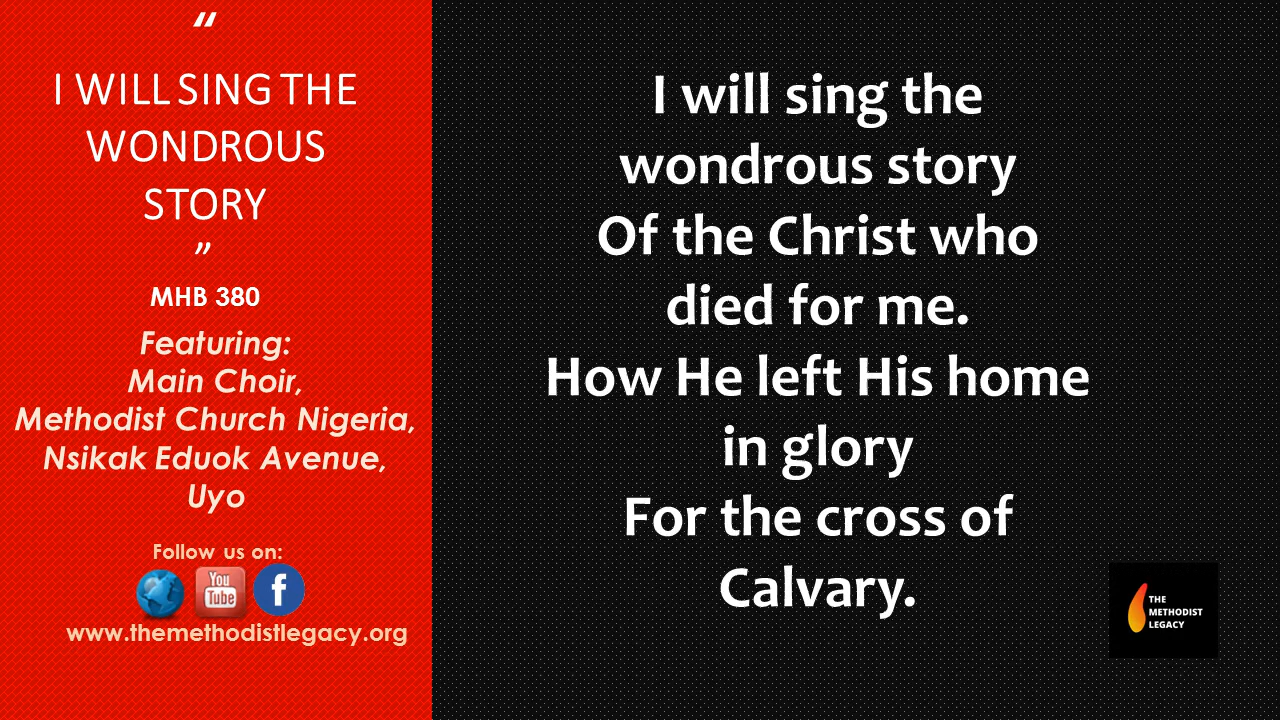 “
I WILL SING THE
WONDROUS
STORY
”
MHB 380
Featuring:
Main Choir,
Methodist Church Nigeria,
Nsikak Eduok Avenue,
Uyo
Follow us on:
You
Tube
f
www.themethodistlegacy.org
I will sing the
wondrous story
Of the Christ who
died for me.
How He left His home
in glory
For the cross of
Calvary.
THE
METHODIST
LEGACY